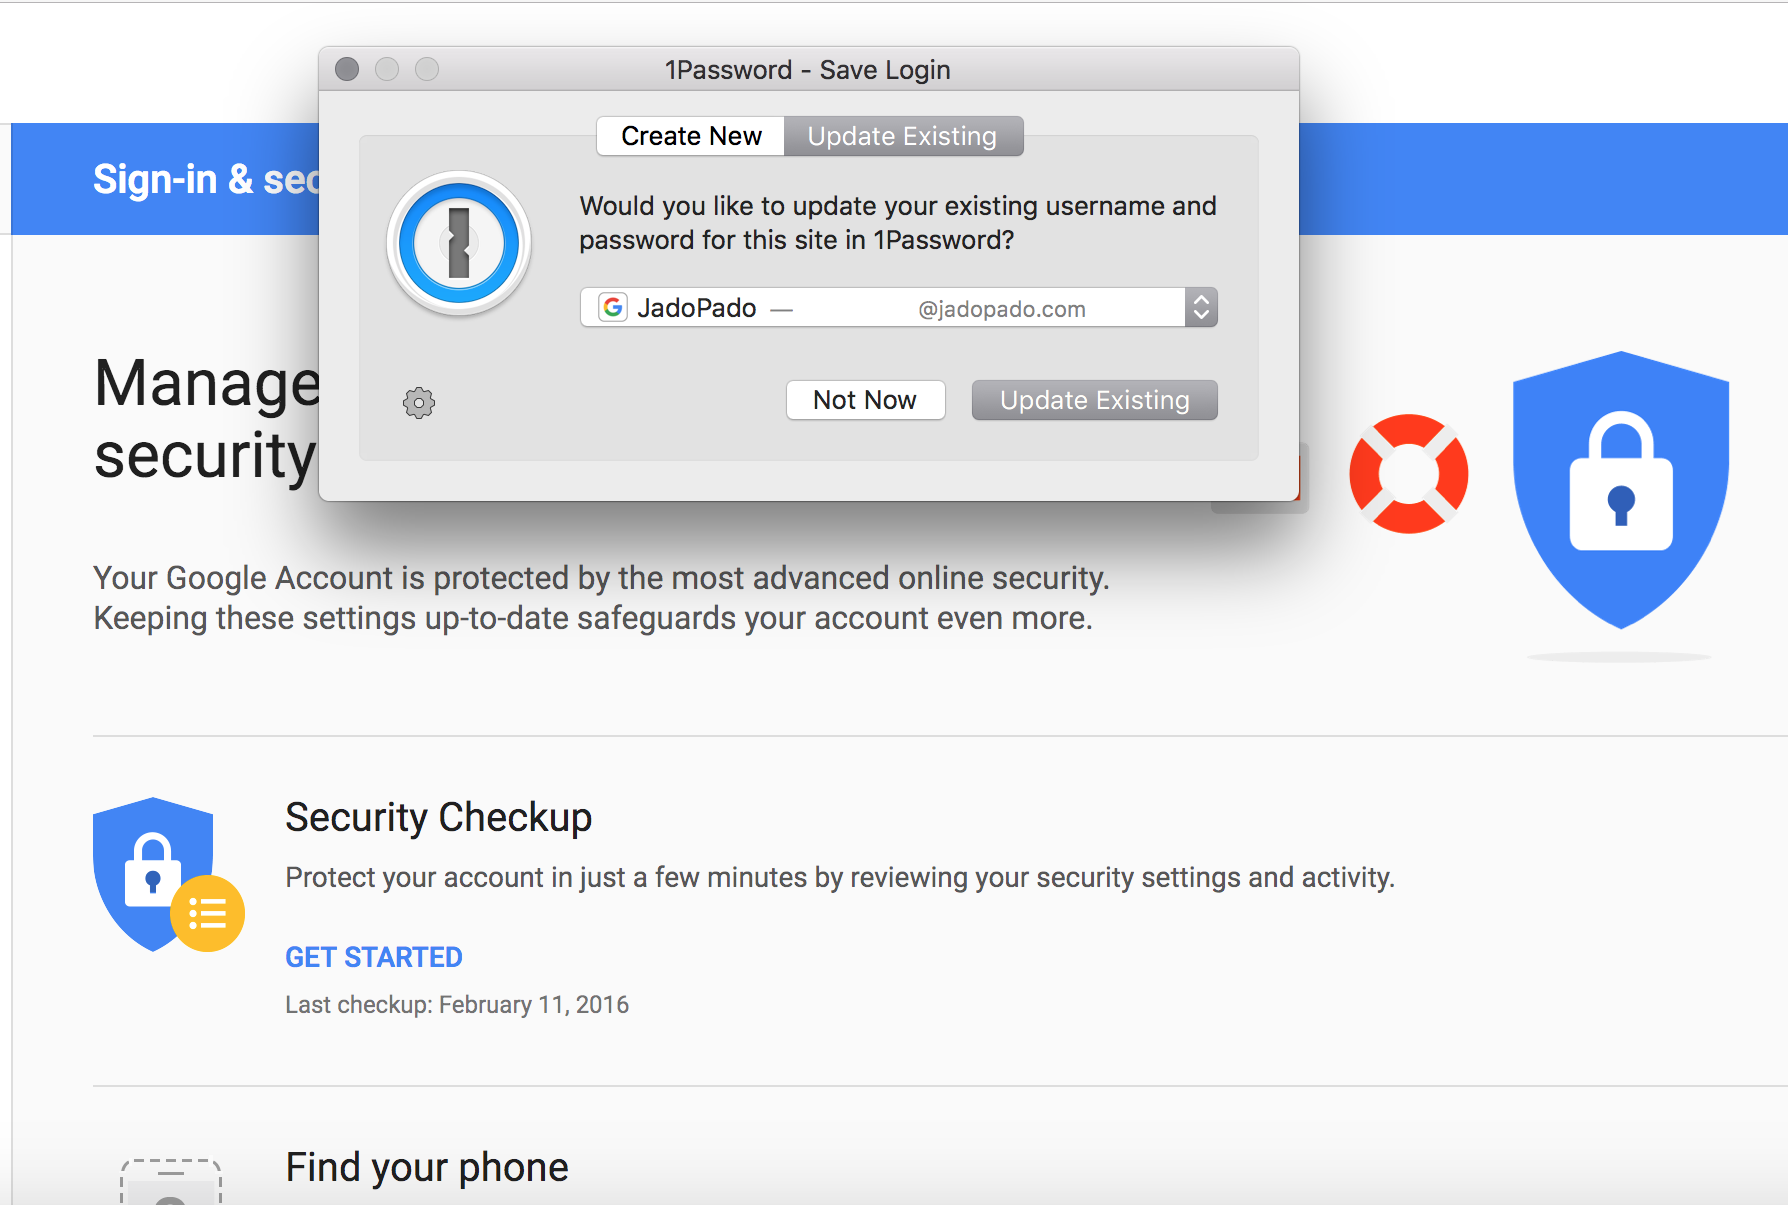 1Password - Save Login
Create New
Update Existing
Would you like to update your existing username and
password for this site in 1Password?
G JadoPado — @jadopado.com
Not Now
Update Existing
Sign-in &
Manage
security
Your Google Account is protected by the most advanced online security.
Keeping these settings up-to-date safeguards your account even more.
Security Checkup
Protect your account in just a few minutes by reviewing your security settings and activity.
GET STARTED
Last checkup: February 11, 2016
Find your phone